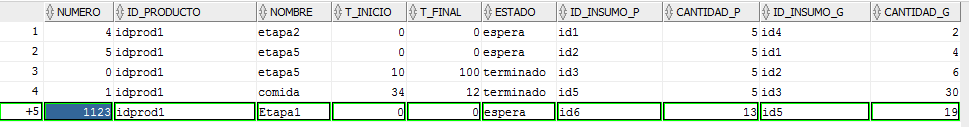 NUMERO ID_PRODUCTO NOMBRE T_INICIO T_FINAL ESTADO ID_INSUMO_P CANTIDAD_P ID_INSUMO_G CANTIDAD_G
1 4 idprod1 etapa2 0 0 espera id1 5 id4 2
2 5 idprod1 etapa5 0 0 espera id2 5 id1 4
3 0 idprod1 etapa5 10 100 terminado id3 5 id2 6
4 1 idprod1 comida 34 12 terminado id5 5 id3 30
+5 1123 idprod1 Etapa1 0 0 espera id6 13 id5 19